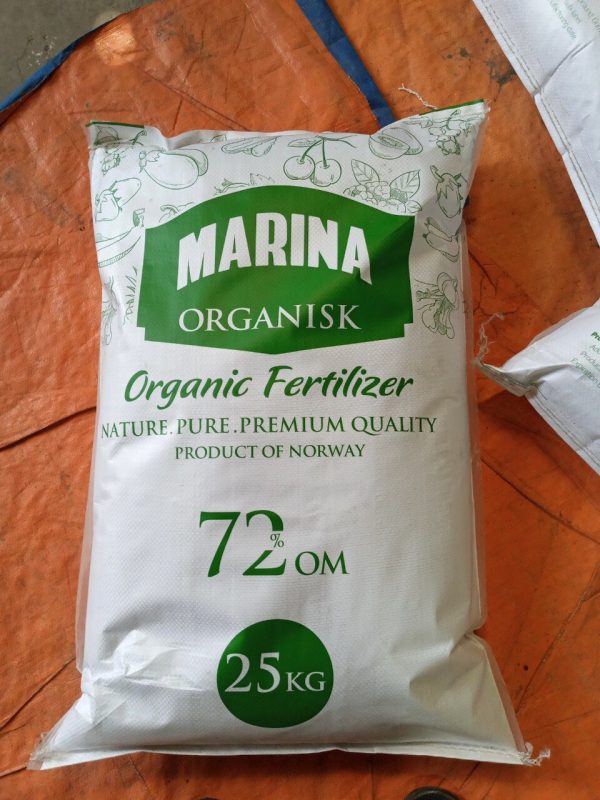 MARINA
ORGANISK
Organic Fertilizer
NATURE.PURE.PREMIUM QUALITY
PRODUCT OF NORWAY
72% OM
25KG